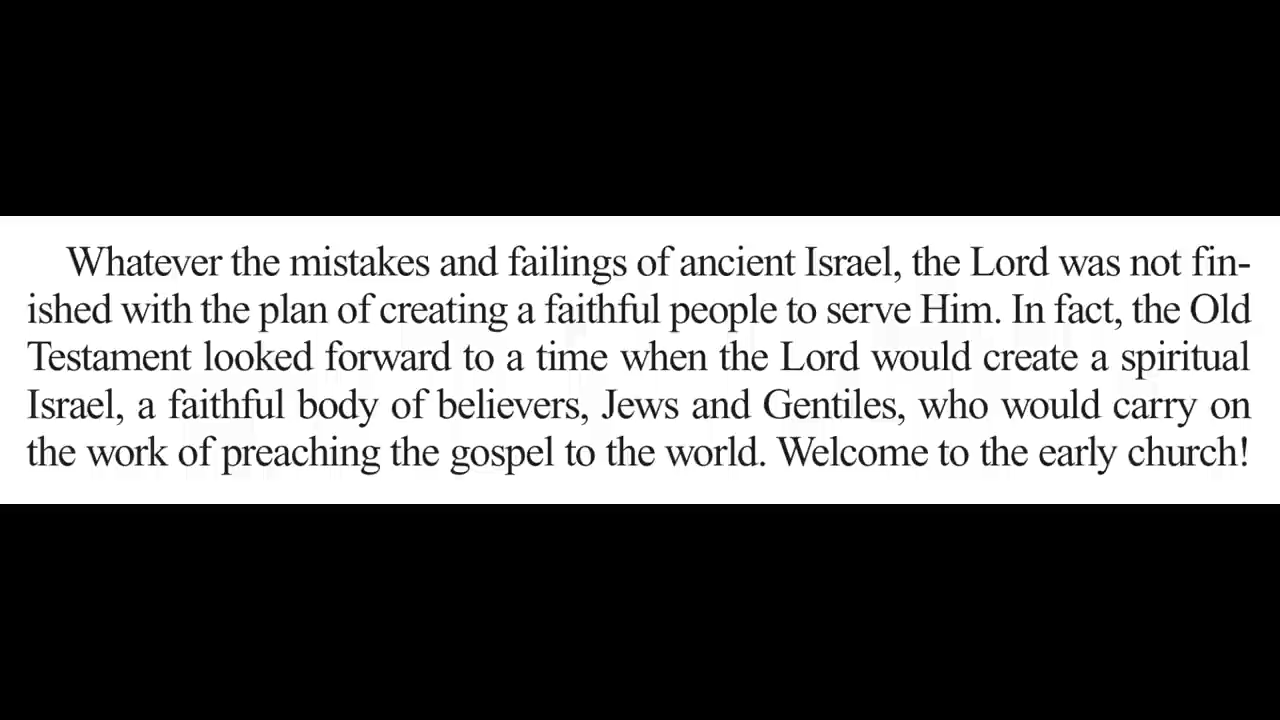 Whatever the mistakes and failings of ancient Israel, the Lord was not fin-
ished with the plan of creating a faithful people to serve Him. In fact, the Old
Testament looked forward to a time when the Lord would create a spiritual
Israel, a faithful body of believers, Jews and Gentiles, who would carry on
the work of preaching the gospel to the world. Welcome to the early church!